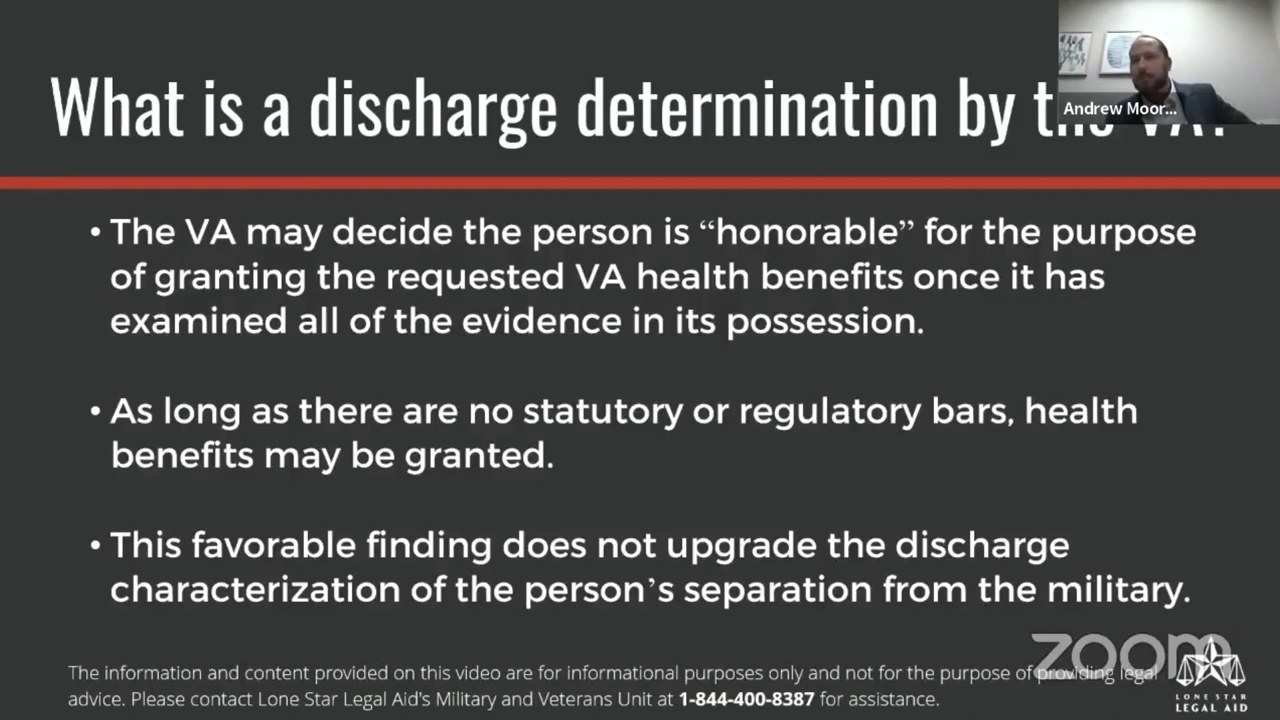 What is a discharge determination by the VA?
Andrew Moor...
• The VA may decide the person is “honorable” for the purpose
of granting the requested VA health benefits once it has
examined all of the evidence in its possession.
• As long as there are no statutory or regulatory bars, health
benefits may be granted.
• This favorable finding does not upgrade the discharge
characterization of the person’s separation from the military.
zoom
The information and content provided on this video are for informational purposes only and not for the purpose of providing legal
advice. Please contact Lone Star Legal Aid's Military and Veterans Unit at 1-844-400-8387 for assistance.
LONE STAR
LEGAL AID